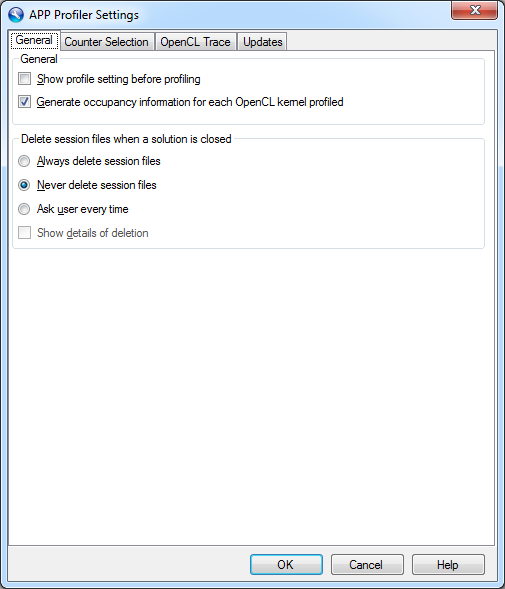 APP Profiler Settings
General Counter Selection OpenCL Trace Updates
General
Show profile setting before profiling
Generate occupancy information for each OpenCL kernel profiled
Delete session files when a solution is closed
Always delete session files
Never delete session files
Ask user every time
Show details of deletion
OK Cancel Help